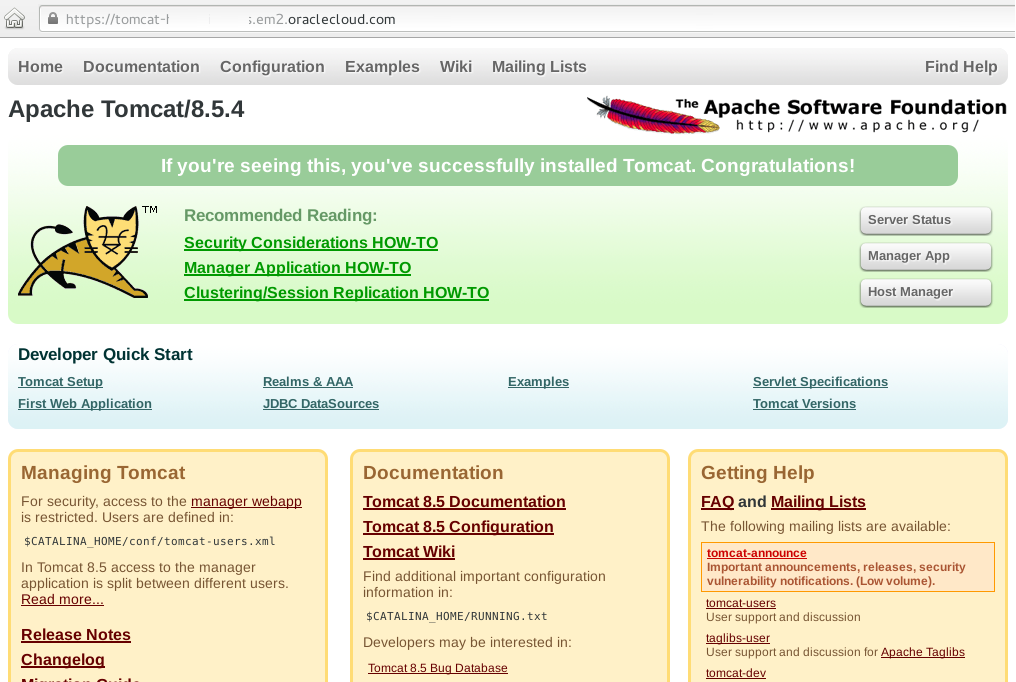 https://tomcat-
s.em2.oraclecloud.com
Home Documentation Configuration Examples Wiki Mailing Lists Find Help
Apache Tomcat/8.5.4
The Apache Software Foundation
http://www.apache.org/
If you're seeing this, you've successfully installed Tomcat. Congratulations!
TM
Recommended Reading:
Security Considerations HOW-TO
Manager Application HOW-TO
Clustering/Session Replication HOW-TO
Server Status
Manager App
Host Manager
Developer Quick Start
Tomcat Setup Realms & AAA Examples Servlet Specifications
First Web Application JDBC DataSources Tomcat Versions
Managing Tomcat
For security, access to the manager webapp
is restricted. Users are defined in:
$CATALINA_HOME/conf/tomcat-users.xml
In Tomcat 8.5 access to the manager
application is split between different users.
Read more...
Release Notes
Changelog
Migration Guide
Documentation
Tomcat 8.5 Documentation
Tomcat 8.5 Configuration
Tomcat Wiki
Find additional important configuration
information in:
$CATALINA_HOME/RUNNING.txt
Developers may be interested in:
Tomcat 8.5 Bug Database
Getting Help
FAQ and Mailing Lists
The following mailing lists are available:
tomcat-announce
Important announcements, releases, security
vulnerability notifications. (Low volume).
tomcat-users
User support and discussion
taglibs-user
User support and discussion for Apache Taglibs
tomcat-dev